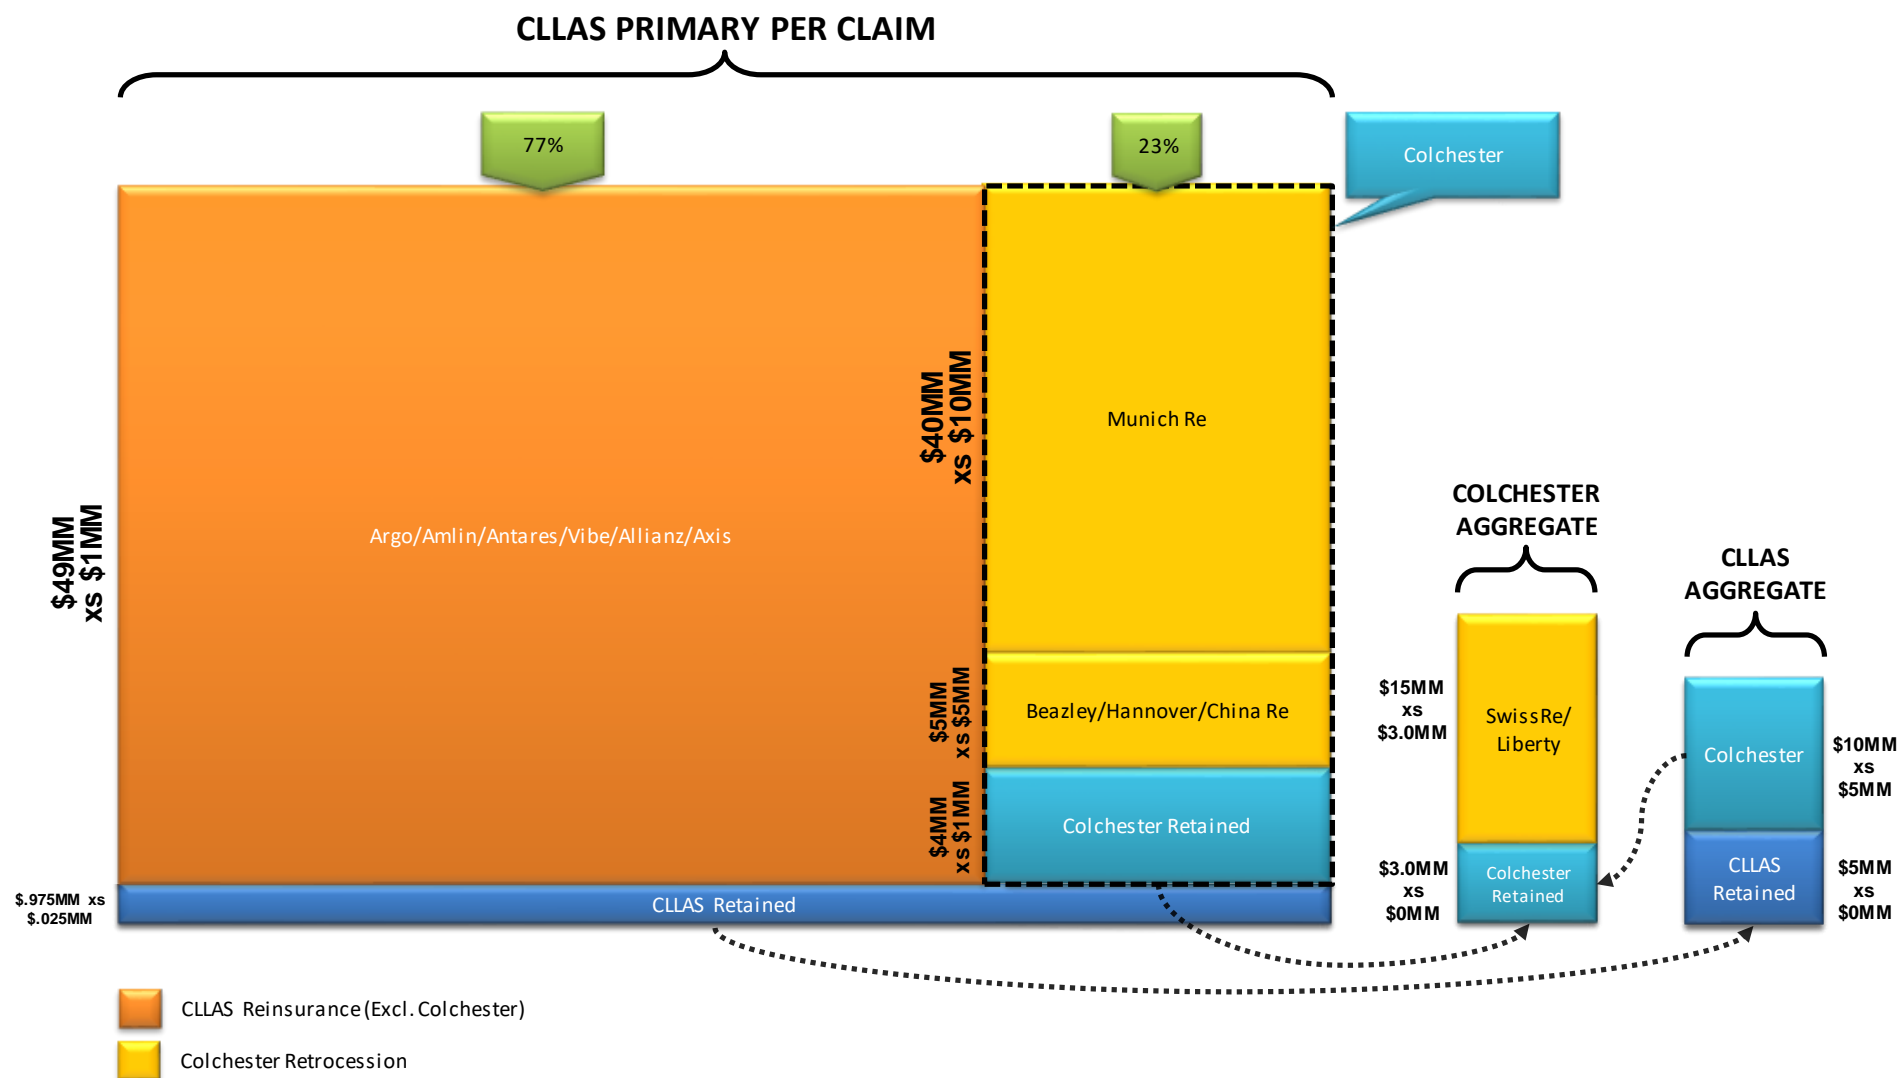 CLLAS PRIMARY PER CLAIM
77%
23%
Colchester
$49MM
xs $1MM
Argo/Amlin/Antares/Vibe/Allianz/Axis
$40MM
xs $10MM
Munich Re
$5MM
xs $5MM
Beazley/Hannover/China Re
$4MM
xs $1MM
Colchester Retained
$.975MM xs
$.025MM
CLLAS Retained
COLCHESTER
AGGREGATE
$15MM
xs
$3.0MM
Swiss Re/
Liberty
$3.0MM
xs
$0MM
Colchester
Retained
CLLAS
AGGREGATE
Colchester
$10MM
xs
$5MM
CLLAS
Retained
$5MM
xs
$0MM
CLLAS Reinsurance (Excl. Colchester)
Colchester Retrocession